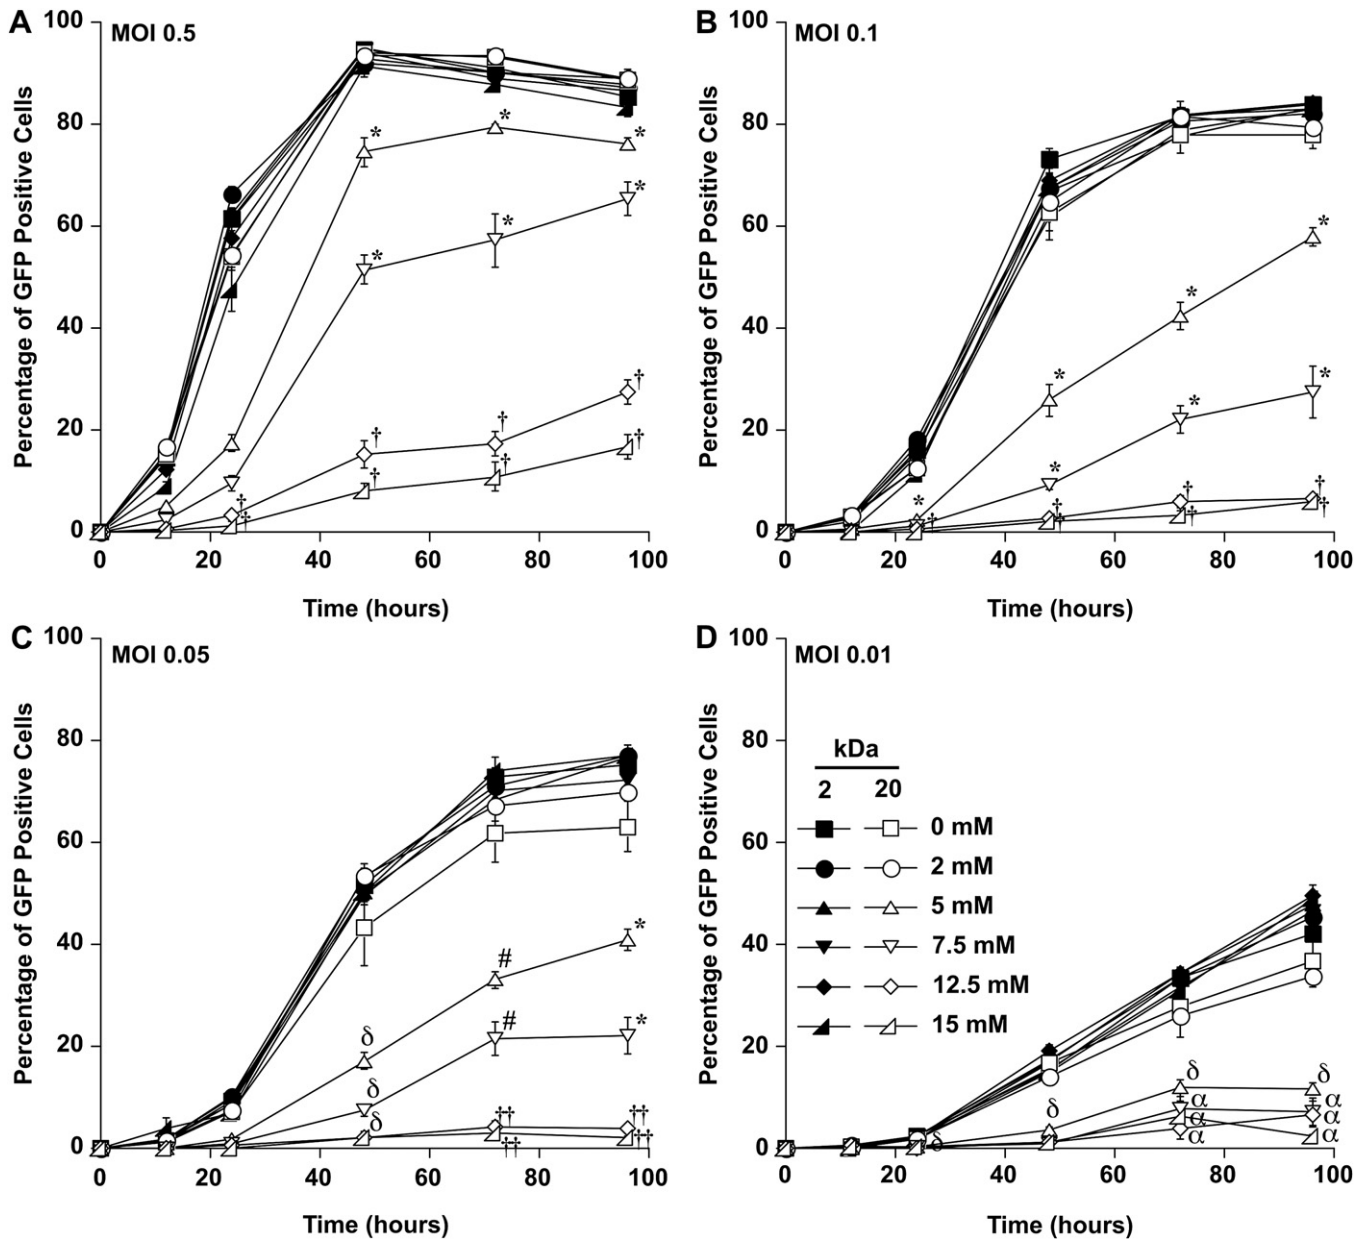 A
MOI 0.5
Percentage of GFP Positive Cells
100
80
60
40
20
0
* * *
* * *
† † † †
† † † †
0 20 40 60 80 100
Time (hours)
B
MOI 0.1
Percentage of GFP Positive Cells
100
80
60
40
20
0
* * * *
* * *
† † † †
† † †
0 20 40 60 80 100
Time (hours)
C
MOI 0.05
Percentage of GFP Positive Cells
100
80
60
40
20
0
δ # *
δ # *
δ †† ††
†† ††
0 20 40 60 80 100
Time (hours)
D
MOI 0.01
Percentage of GFP Positive Cells
100
80
60
40
20
0
kDa
2 20
0 mM
2 mM
5 mM
7.5 mM
12.5 mM
15 mM
δ δ δ δ
α α
α α
α
0 20 40 60 80 100
Time (hours)